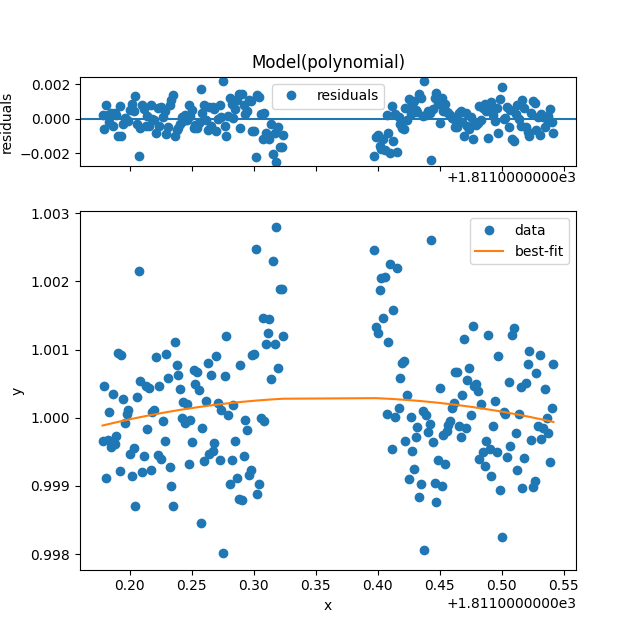 Model(polynomial)
0.002
0.000
−0.002
residuals
residuals
+1.8110000000e3
1.003
1.002
1.001
1.000
0.999
0.998
y
data
best-fit
0.20
0.25
0.30
0.35
0.40
0.45
0.50
0.55
x
+1.8110000000e3